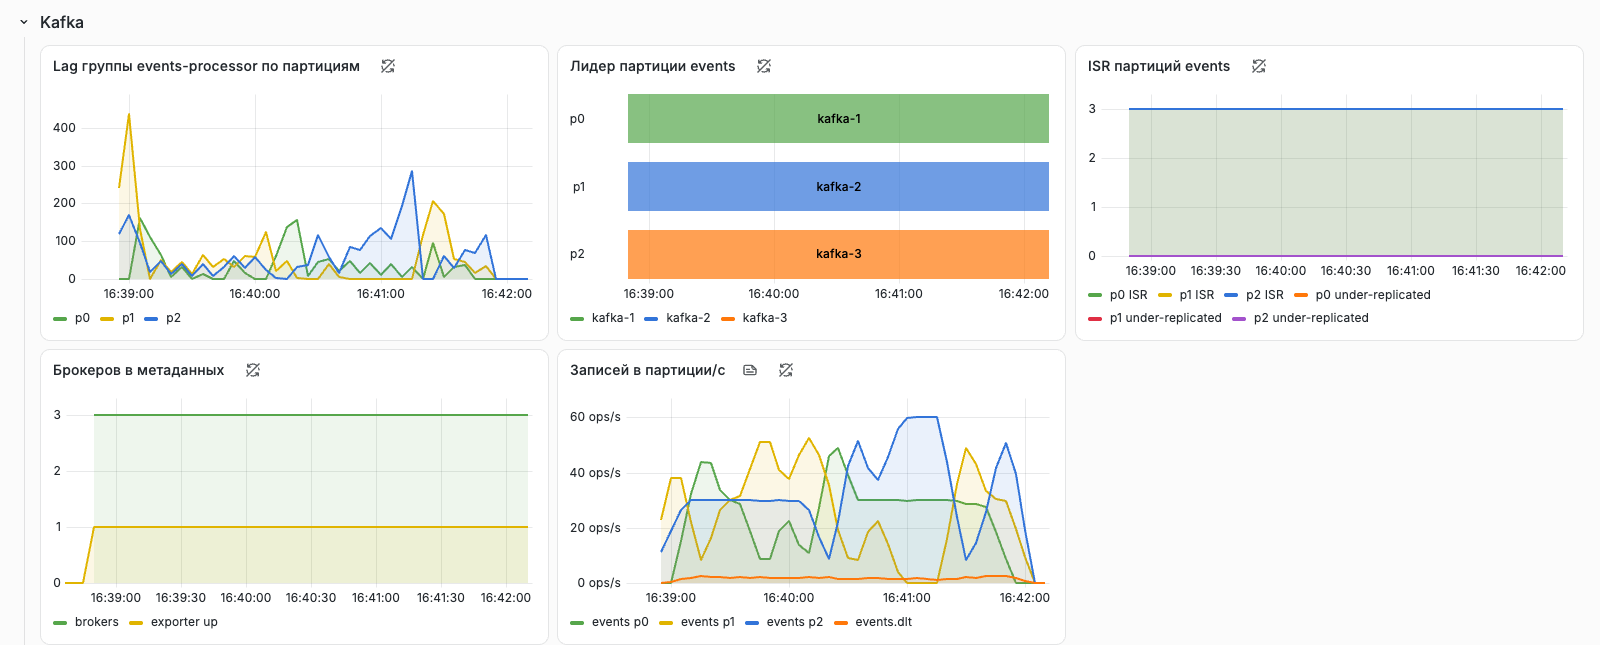 Kafka
Lag группы events-processor по партициям
400
300
200
100
0
16:39:00 16:40:00 16:41:00 16:42:00
p0 p1 p2
Лидер партиции events
p0 kafka-1
p1 kafka-2
p2 kafka-3
16:39:00 16:40:00 16:41:00 16:42:00
kafka-1 kafka-2 kafka-3
ISR партиций events
3
2
1
0
16:39:00 16:39:30 16:40:00 16:40:30 16:41:00 16:41:30 16:42:00
p0 ISR p1 ISR p2 ISR p0 under-replicated
p1 under-replicated p2 under-replicated
Брокеров в метаданных
3
2
1
0
16:39:00 16:39:30 16:40:00 16:40:30 16:41:00 16:41:30 16:42:00
brokers exporter up
Записей в партиции/с
60 ops/s
40 ops/s
20 ops/s
0 ops/s
16:39:00 16:40:00 16:41:00 16:42:00
events p0 events p1 events p2 events.dlt